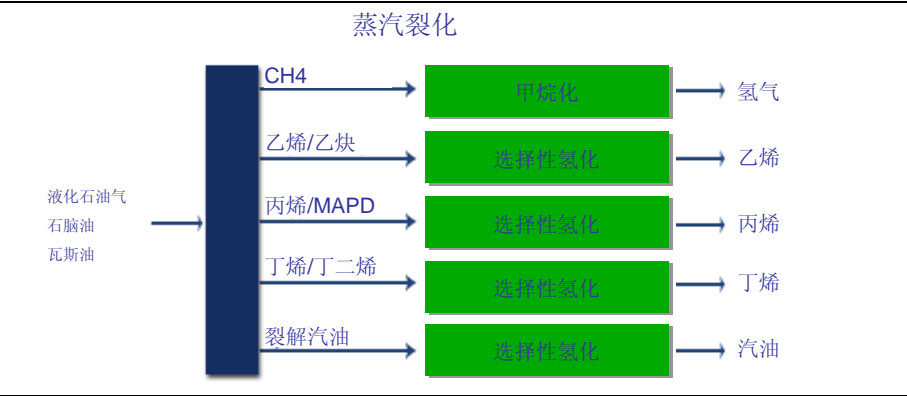 蒸汽裂化
CH4
甲烷化
氢气
乙烯/乙炔
选择性氢化
乙烯
液化石油气
石脑油
瓦斯油
丙烯/MAPD
选择性氢化
丙烯
丁烯/丁二烯
选择性氢化
丁烯
裂解汽油
选择性氢化
汽油